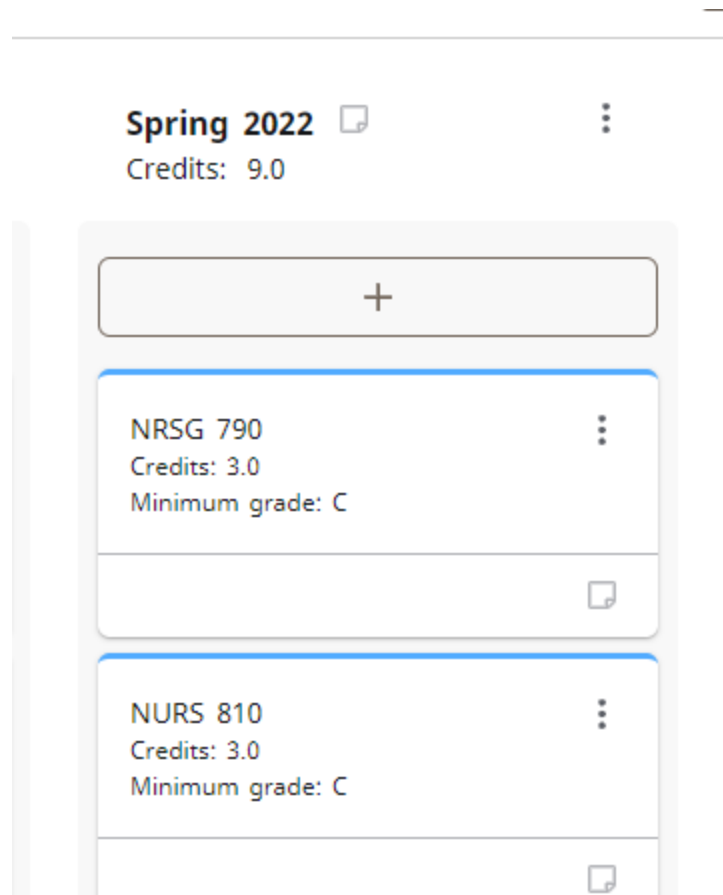 Spring 2022
Credits: 9.0
+
NRSG 790
Credits: 3.0
Minimum grade: C
NURS 810
Credits: 3.0
Minimum grade: C